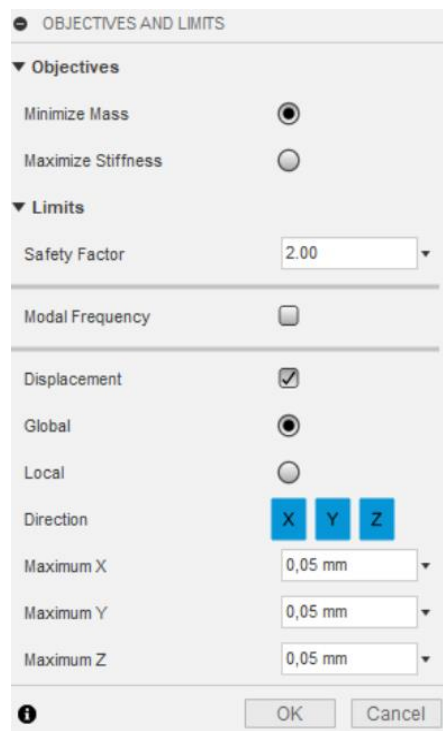 OBJECTIVES AND LIMITS
Objectives
Minimize Mass
Maximize Stiffness
Limits
Safety Factor 2.00
Modal Frequency
Displacement
Global
Local
Direction X Y Z
Maximum X 0,05 mm
Maximum Y 0,05 mm
Maximum Z 0,05 mm
OK Cancel